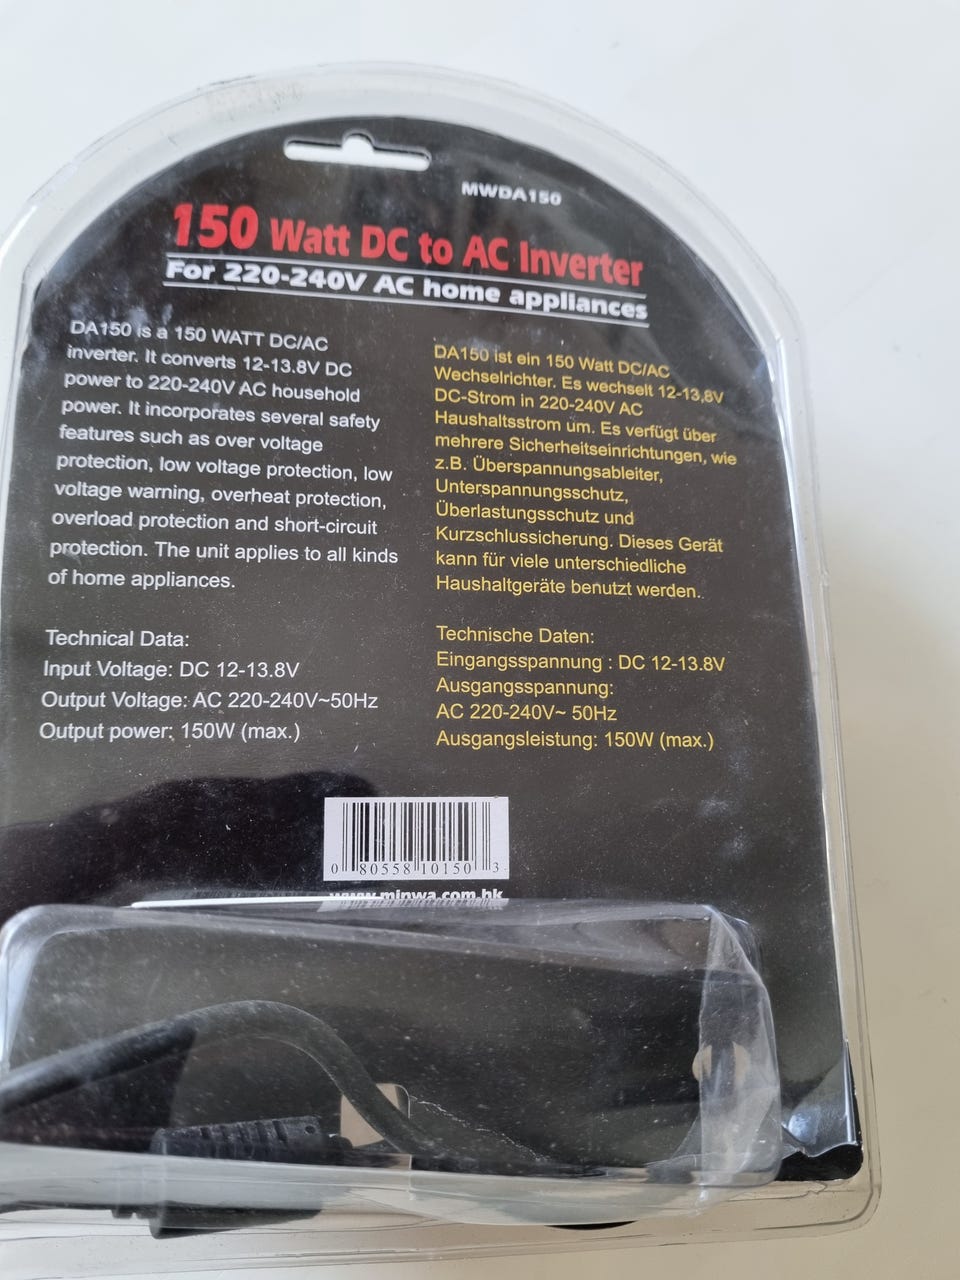 MWDA150
150 Watt DC to AC Inverter
For 220-240V AC home appliances
DA150 is a 150 WATT DC/AC
inverter. It converts 12-13.8V DC
power to 220-240V AC household
power. It incorporates several safety
features such as over voltage
protection, low voltage protection, low
voltage warning, overheat protection,
overload protection and short-circuit
protection. The unit applies to all kinds
of home appliances.
Technical Data:
Input Voltage: DC 12-13.8V
Output Voltage: AC 220-240V~50Hz
Output power: 150W (max.)
DA150 ist ein 150 Watt DC/AC
Wechselrichter. Es wechselt 12-13,8V
DC-Strom in 220-240V AC
Haushaltsstrom um. Es verfügt über
mehrere Sicherheitseinrichtungen, wie
z.B. Überspannungsableiter,
Unterspannungsschutz,
Überlastungsschutz und
Kurzschlussicherung. Dieses Gerät
kann für viele unterschiedliche
Haushaltgeräte benutzt werden.
Technische Daten:
Eingangsspannung : DC 12-13.8V
Ausgangsspannung:
AC 220-240V~ 50Hz
Ausgangsleistung: 150W (max.)
0 80558 10150 3
www.minwa.com.hk